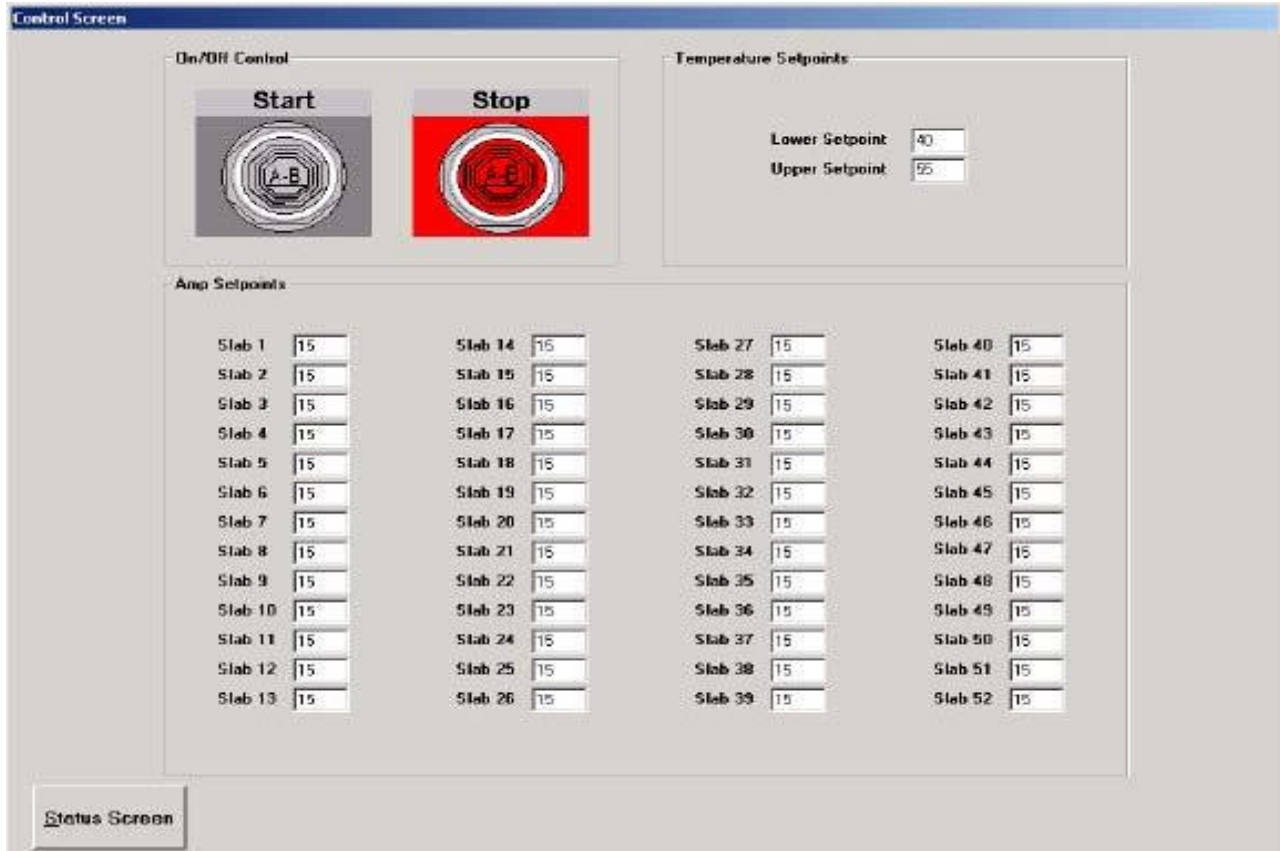 Control Screen
On/Off Control
Start
Stop
A-B
A-B
Temperature Setpoints
Lower Setpoint 40
Upper Setpoint 55
Amp Setpoints
Slab 1 15 Slab 14 15 Slab 27 15 Slab 40 15
Slab 2 15 Slab 15 15 Slab 28 15 Slab 41 15
Slab 3 15 Slab 16 15 Slab 29 15 Slab 42 15
Slab 4 15 Slab 17 15 Slab 30 15 Slab 43 15
Slab 5 15 Slab 18 15 Slab 31 15 Slab 44 15
Slab 6 15 Slab 19 15 Slab 32 15 Slab 45 15
Slab 7 15 Slab 20 15 Slab 33 15 Slab 46 15
Slab 8 15 Slab 21 15 Slab 34 15 Slab 47 15
Slab 9 15 Slab 22 15 Slab 35 15 Slab 48 15
Slab 10 15 Slab 23 15 Slab 36 15 Slab 49 15
Slab 11 15 Slab 24 15 Slab 37 15 Slab 50 15
Slab 12 15 Slab 25 15 Slab 38 15 Slab 51 15
Slab 13 15 Slab 26 15 Slab 39 15 Slab 52 15
Status Screen